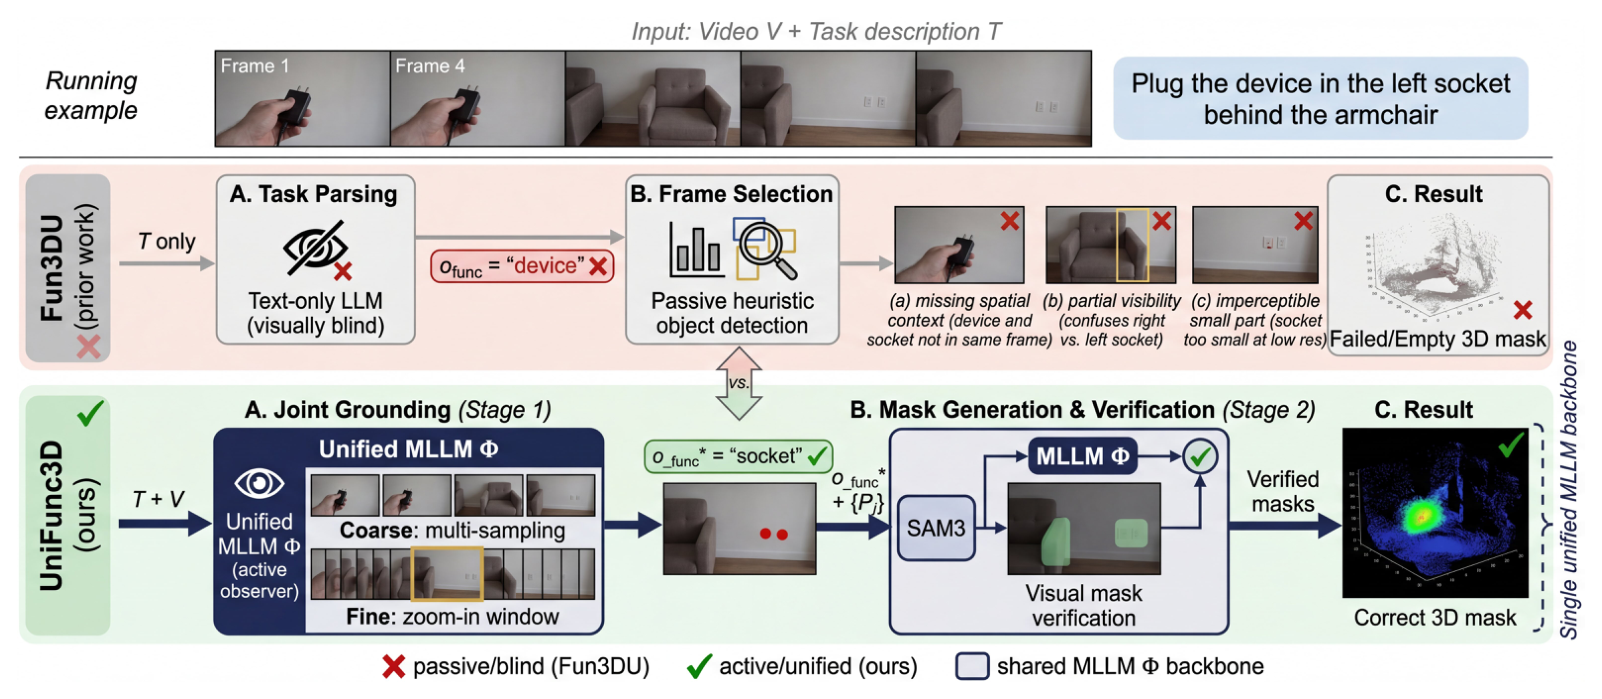 Input: Video V + Task description T
Running
example
Frame 1
Frame 4
Plug the device in the left socket
behind the armchair
Fun3DU
(prior work)
T only
A. Task Parsing
Text-only LLM
(visually blind)
o_func = “device”
B. Frame Selection
Passive heuristic
object detection
(a) missing spatial
context (device and
socket not in same frame)
(b) partial visibility
(confuses right
vs. left socket)
(c) imperceptible
small part (socket
too small at low res)
C. Result
Failed/Empty 3D mask
vs.
UniFunc3D
(ours)
T + V
A. Joint Grounding (Stage 1)
Unified MLLM Φ
Unified
MLLM Φ
(active
observer)
Coarse: multi-sampling
Fine: zoom-in window
o_func* = “socket”
o_func*
+ {Pj}
B. Mask Generation & Verification (Stage 2)
SAM3
MLLM Φ
Visual mask
verification
Verified
masks
C. Result
Correct 3D mask
Single unified MLLM backbone
passive/blind (Fun3DU)
active/unified (ours)
shared MLLM Φ backbone